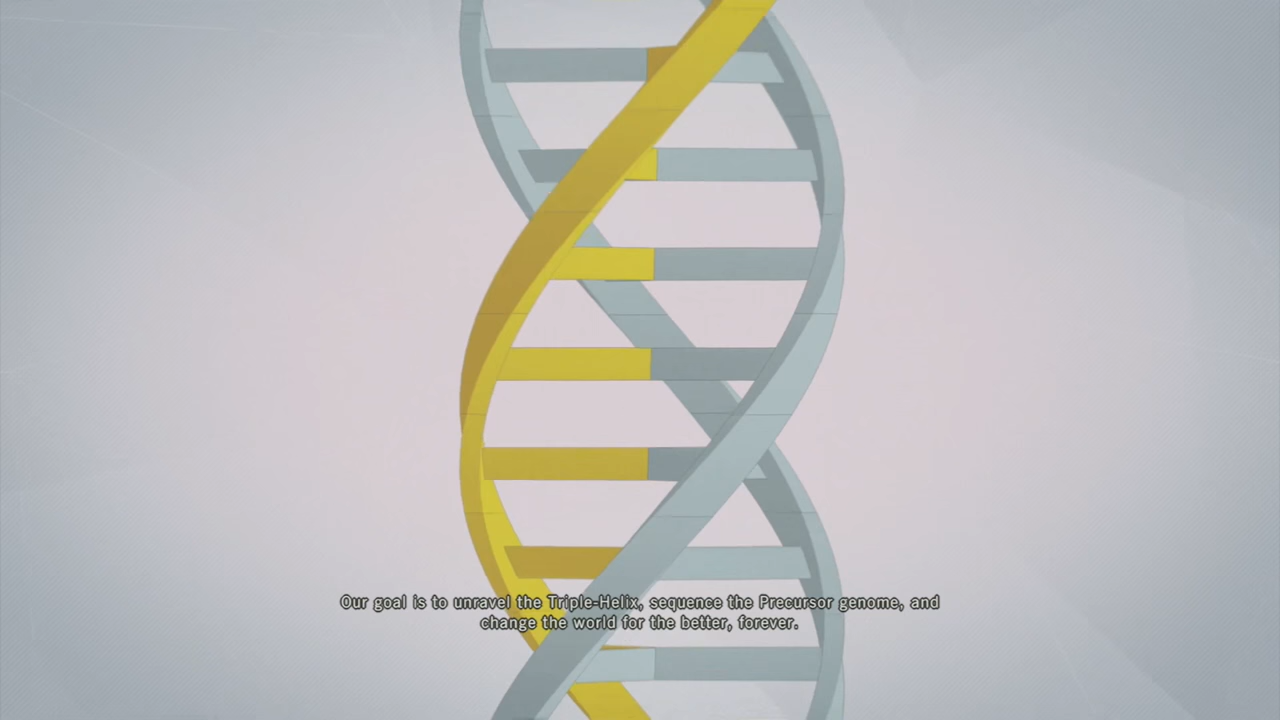 Our goal is to unravel the Triple-Helix, sequence the Precursor genome, and
change the world for the better, forever.